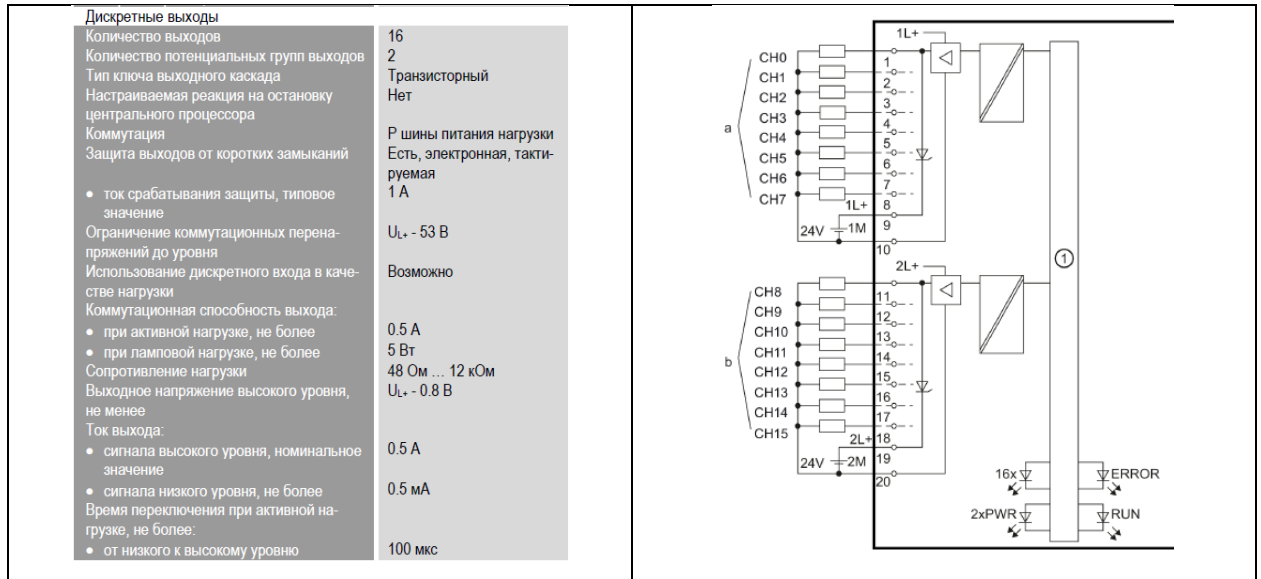 Дискретные выходы
Количество выходов 16
Количество потенциальных групп выходов 2
Тип ключа выходного каскада Транзисторный
Настраиваемая реакция на остановку Нет
центрального процессора
Коммутация P шины питания нагрузки
Защита выходов от коротких замыканий Есть, электронная, такти-
руемая
• ток срабатывания защиты, типовое 1 А
значение
Ограничение коммутационных перена- UL+ - 53 В
пряжений до уровня
Использование дискретного входа в каче- Возможно
стве нагрузки
Коммутационная способность выхода:
• при активной нагрузке, не более 0.5 А
• при ламповой нагрузке, не более 5 Вт
Сопротивление нагрузки 48 Ом … 12 кОм
Выходное напряжение высокого уровня, UL+ - 0.8 В
не менее
Ток выхода:
• сигнала высокого уровня, номинальное 0.5 А
значение
• сигнала низкого уровня, не более 0.5 мА
Время переключения при активной на-
грузке, не более:
• от низкого к высокому уровню 100 мкс
1L+
CH0 1
CH1 2
CH2 3
CH3 4
a
CH4 5
CH5 6
CH6 7
CH7 1L+ 8
24V 1M 9
10
1
2L+
CH8 11
CH9 12
CH10 13
CH11 14
b
CH12 15
CH13 16
CH14 17
CH15 2L+ 18
24V 2M 19
20
16x ERROR
2xPWR RUN